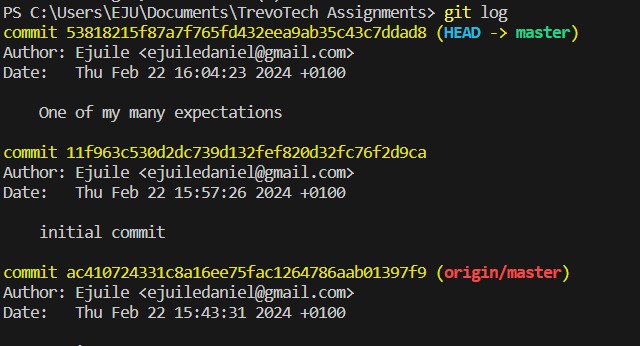 PS C:\Users\EJU\Documents\TrevoTech Assignments> git log
commit 53818215f87a7f765fd432eea9ab35c43c7ddad8 (HEAD -> master)
Author: Ejuile <ejuiledaniel@gmail.com>
Date:   Thu Feb 22 16:04:23 2024 +0100
One of my many expectations
commit 11f963c530d2dc739d132fef820d32fc76f2d9ca
Author: Ejuile <ejuiledaniel@gmail.com>
Date:   Thu Feb 22 15:57:26 2024 +0100
initial commit
commit ac410724331c8a16ee75fac1264786aab01397f9 (origin/master)
Author: Ejuile <ejuiledaniel@gmail.com>
Date:   Thu Feb 22 15:43:31 2024 +0100